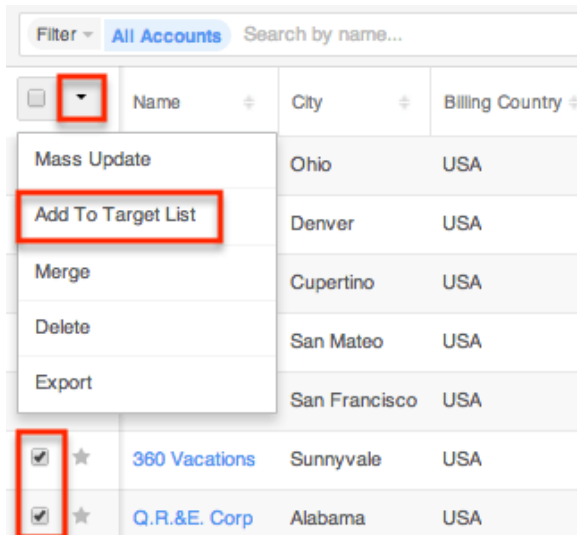 Filter All Accounts Search by name...
Name City Billing Country
Mass Update Ohio USA
Add To Target List Denver USA
Merge Cupertino USA
Delete San Mateo USA
Export San Francisco USA
360 Vacations Sunnyvale USA
Q.R.&E. Corp Alabama USA